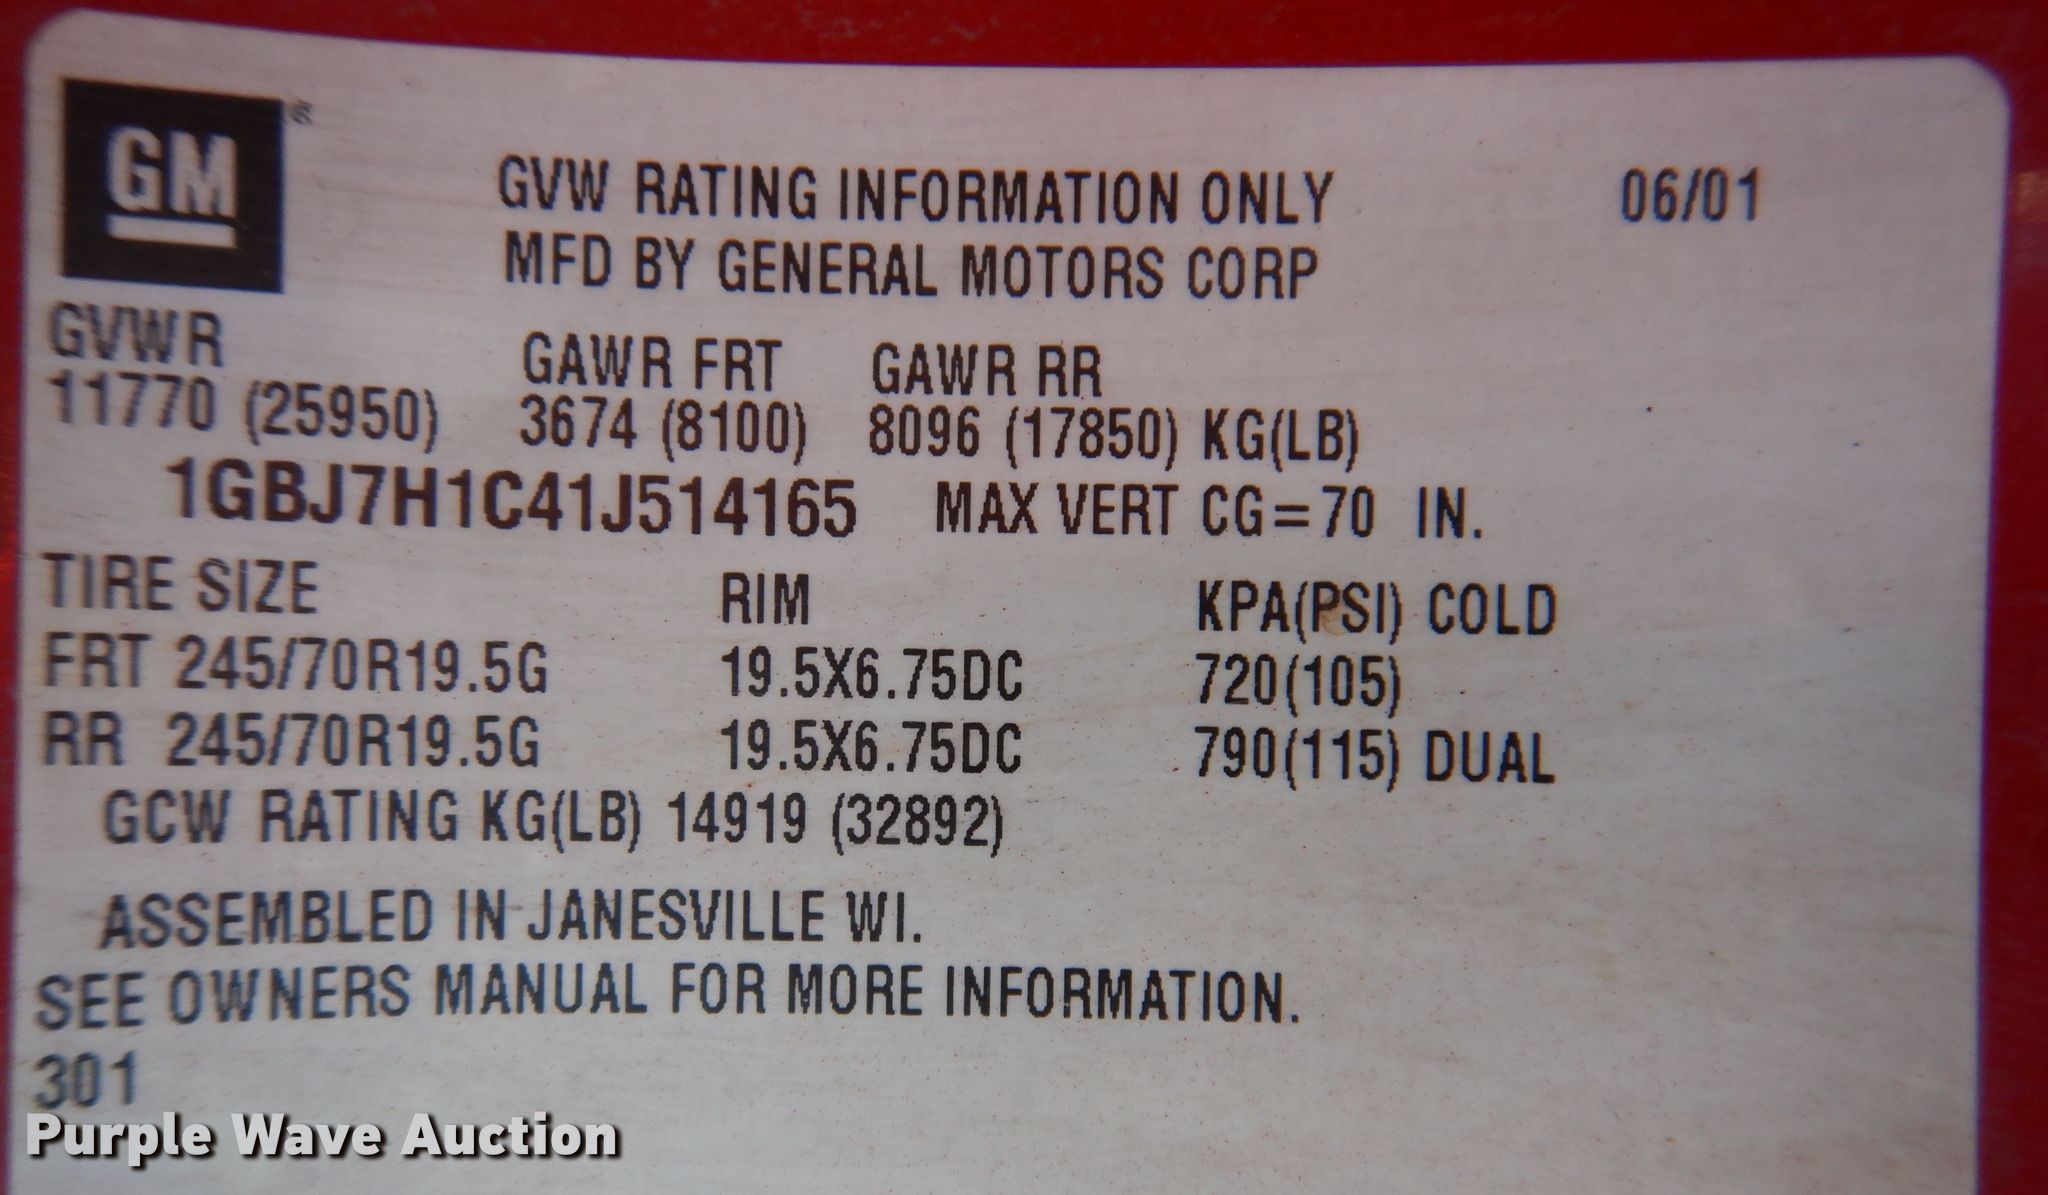 GM ®
GVW RATING INFORMATION ONLY 06/01
MFD BY GENERAL MOTORS CORP
GVWR GAWR FRT GAWR RR
11770 (25950) 3674 (8100) 8096 (17850) KG(LB)
1GBJ7H1C41J514165 MAX VERT CG=70 IN.
TIRE SIZE RIM KPA(PSI) COLD
FRT 245/70R19.5G 19.5X6.75DC 720(105)
RR 245/70R19.5G 19.5X6.75DC 790(115) DUAL
GCW RATING KG(LB) 14919 (32892)
ASSEMBLED IN JANESVILLE WI.
SEE OWNERS MANUAL FOR MORE INFORMATION.
301
Purple Wave Auction